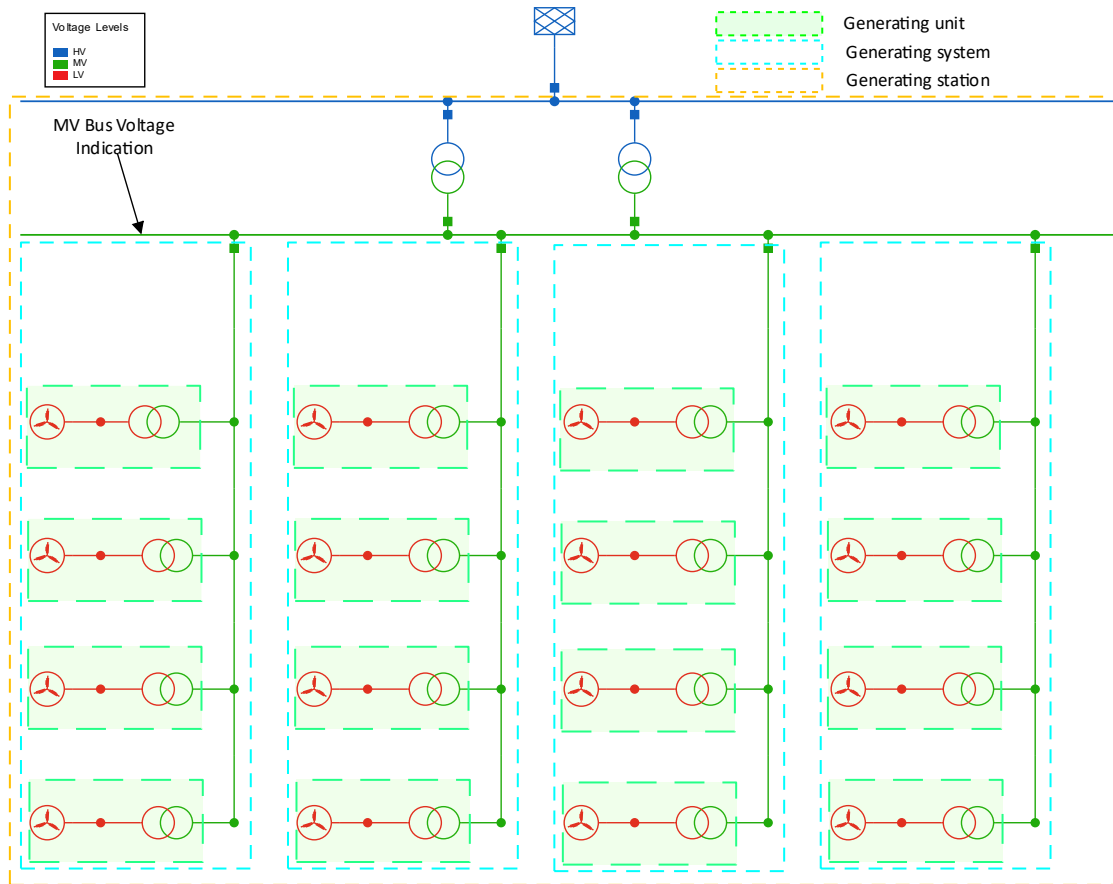 Voltage Levels
HV
MV
LV
Generating unit
Generating system
Generating station
MV Bus Voltage
Indication